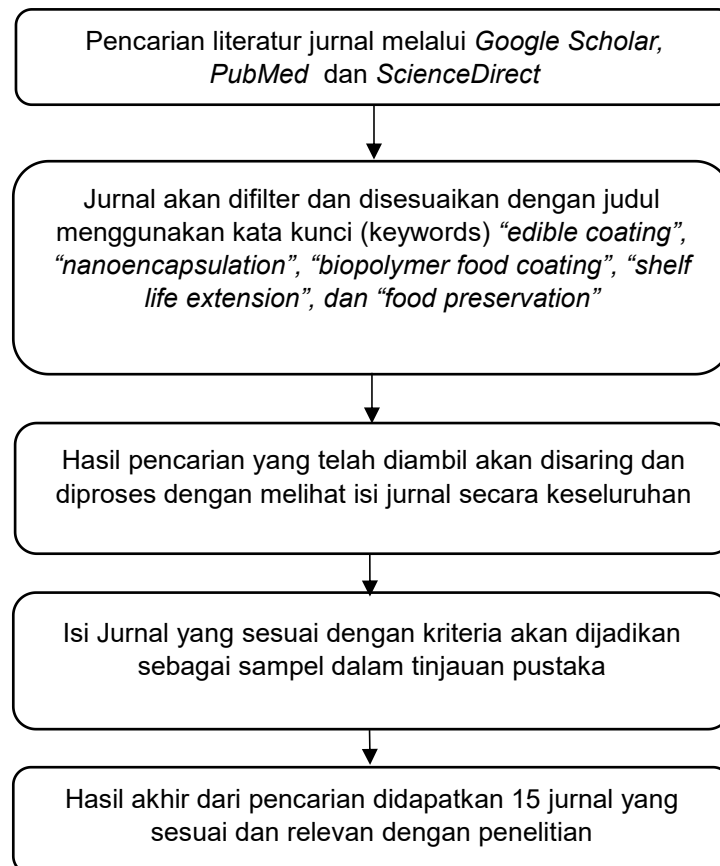 Pencarian literatur jurnal melalui Google Scholar,
PubMed dan ScienceDirect
Jurnal akan difilter dan disesuaikan dengan judul
menggunakan kata kunci (keywords) “edible coating”,
“nanoencapsulation”, “biopolymer food coating”, “shelf
life extension”, dan “food preservation”
Hasil pencarian yang telah diambil akan disaring dan
diproses dengan melihat isi jurnal secara keseluruhan
Isi Jurnal yang sesuai dengan kriteria akan dijadikan
sebagai sampel dalam tinjauan pustaka
Hasil akhir dari pencarian didapatkan 15 jurnal yang
sesuai dan relevan dengan penelitian